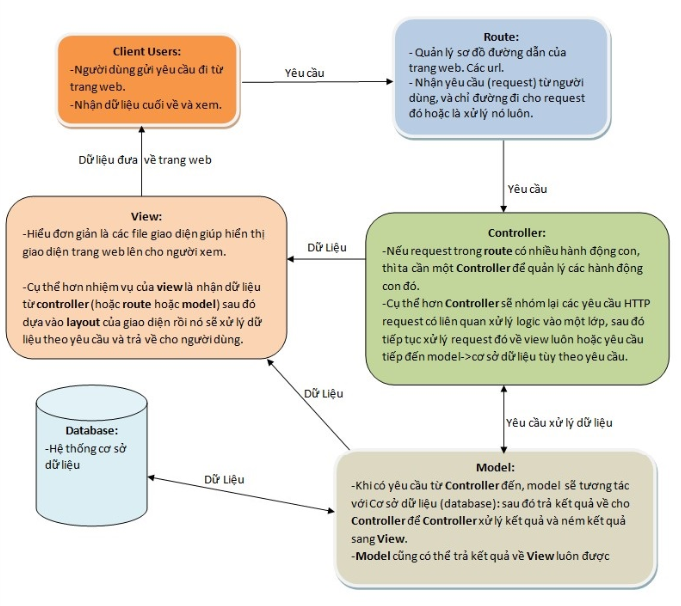 Client Users:
-Người dùng gửi yêu cầu đi từ
trang web.
-Nhận dữ liệu cuối về và xem.
Yêu cầu
Route:
- Quản lý sơ đồ đường dẫn của
trang web. Các url.
- Nhận yêu cầu (request) từ người
dùng, và chỉ đường đi cho request
đó hoặc là xử lý nó luôn.
Dữ liệu đưa về trang web
Yêu cầu
View:
-Hiểu đơn giản là các file giao diện giúp hiển thị
giao diện trang web lên cho người xem.
-Cụ thể hơn nhiệm vụ của view là nhận dữ liệu
từ controller (hoặc route hoặc model) sau đó
dựa vào layout của giao diện rồi nó sẽ xử lý dữ
liệu theo yêu cầu và trả về cho người dùng.
Dữ Liệu
Controller:
-Nếu request trong route có nhiều hành động con,
thì ta cần một Controller để quản lý các hành động
con đó.
-Cụ thể hơn Controller sẽ nhóm lại các yêu cầu HTTP
request có liên quan xử lý logic vào một lớp, sau đó
tiếp tục xử lý request đó về view luôn hoặc yêu cầu
tiếp đến model->cơ sở dữ liệu tùy theo yêu cầu.
Dữ Liệu
Yêu cầu xử lý dữ liệu
Database:
-Hệ thống cơ sở
dữ liệu
Dữ Liệu
Model:
-Khi có yêu cầu từ Controller đến, model sẽ tương tác
với Cơ sở dữ liệu (database): sau đó trả kết quả về cho
Controller để Controller xử lý kết quả và ném kết quả
sang View.
-Model cũng có thể trả kết quả về View luôn được